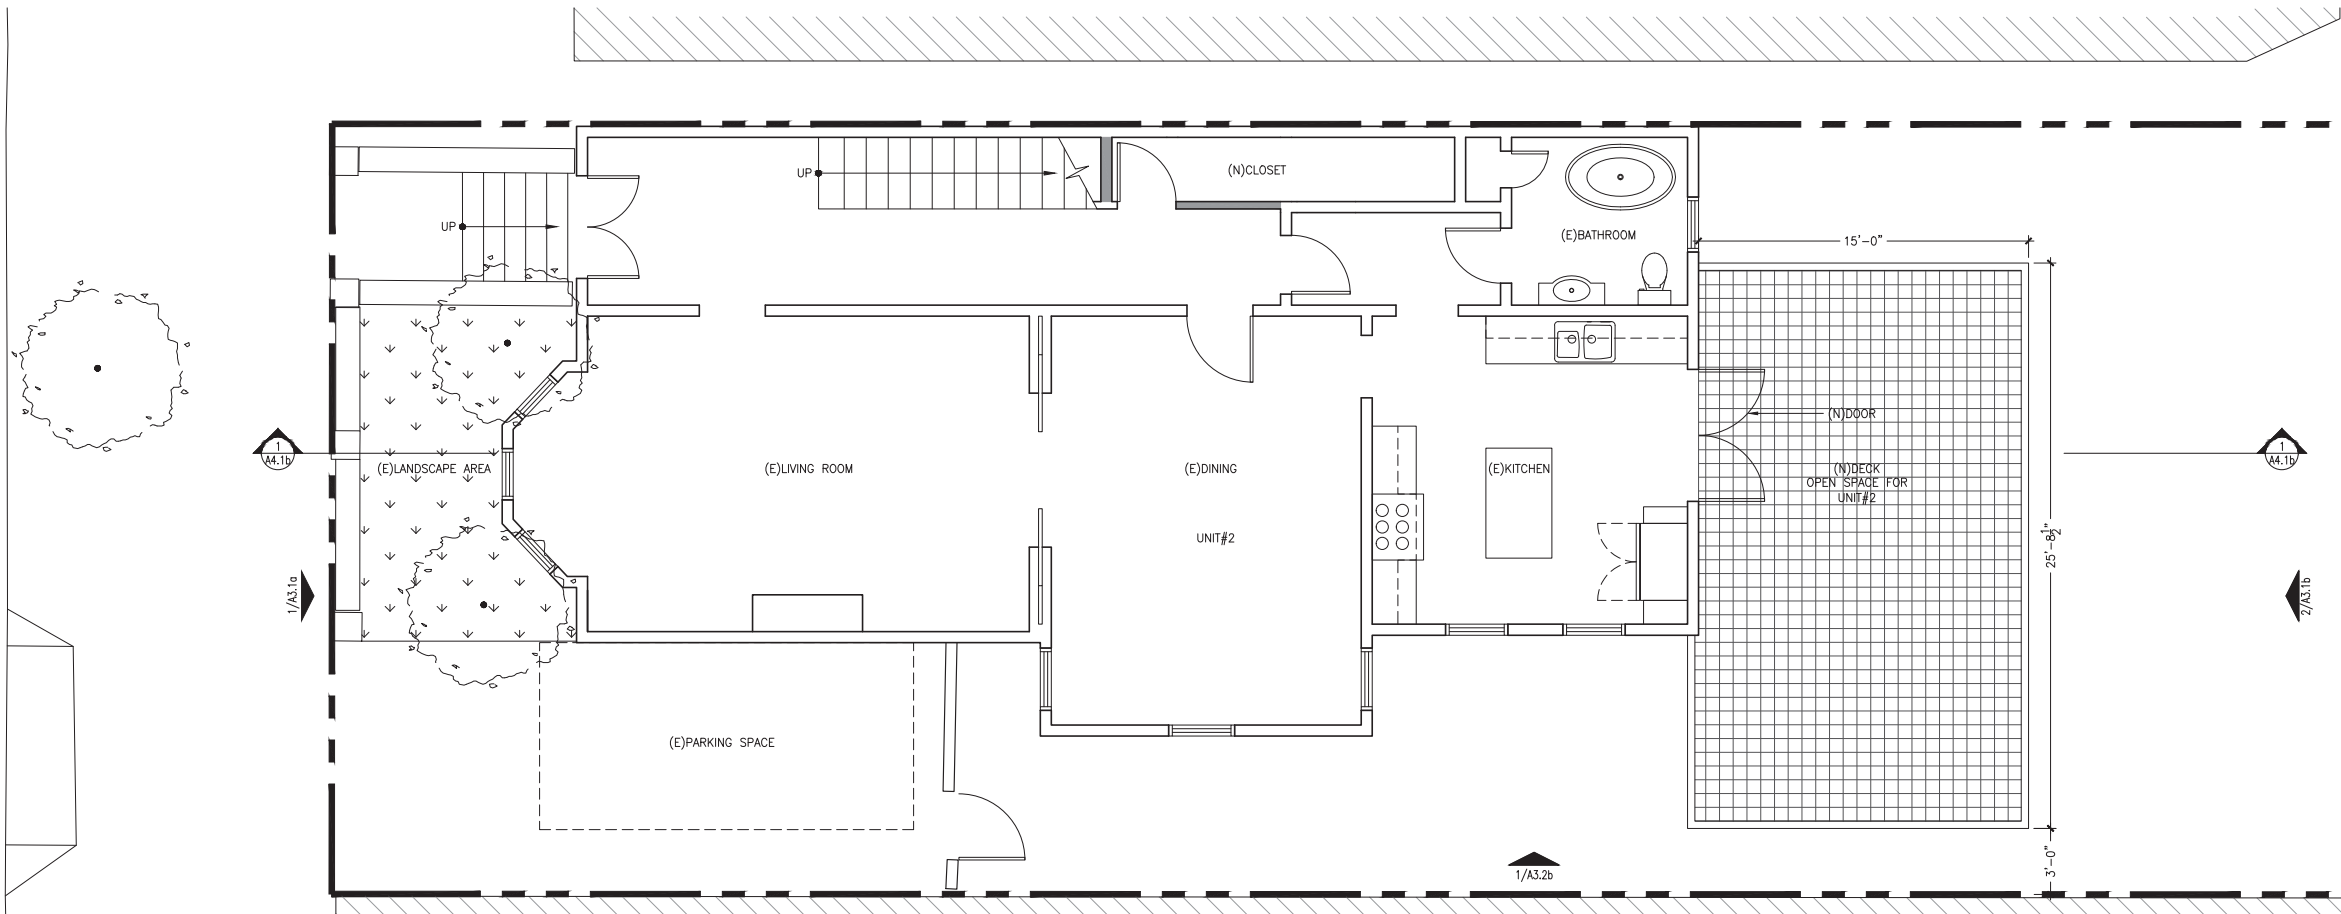 UP
(N)CLOSET
UP
(E)BATHROOM
15'-0"
(N)DOOR
1
A4.1b
(E)LANDSCAPE AREA
(E)LIVING ROOM
(E)DINING
(E)KITCHEN
(N)DECK
OPEN SPACE FOR
UNIT#2
1
A4.1b
UNIT#2
25'-8 1/2"
1/A3.1a
2/A3.1b
(E)PARKING SPACE
3'-0"
1/A3.2b